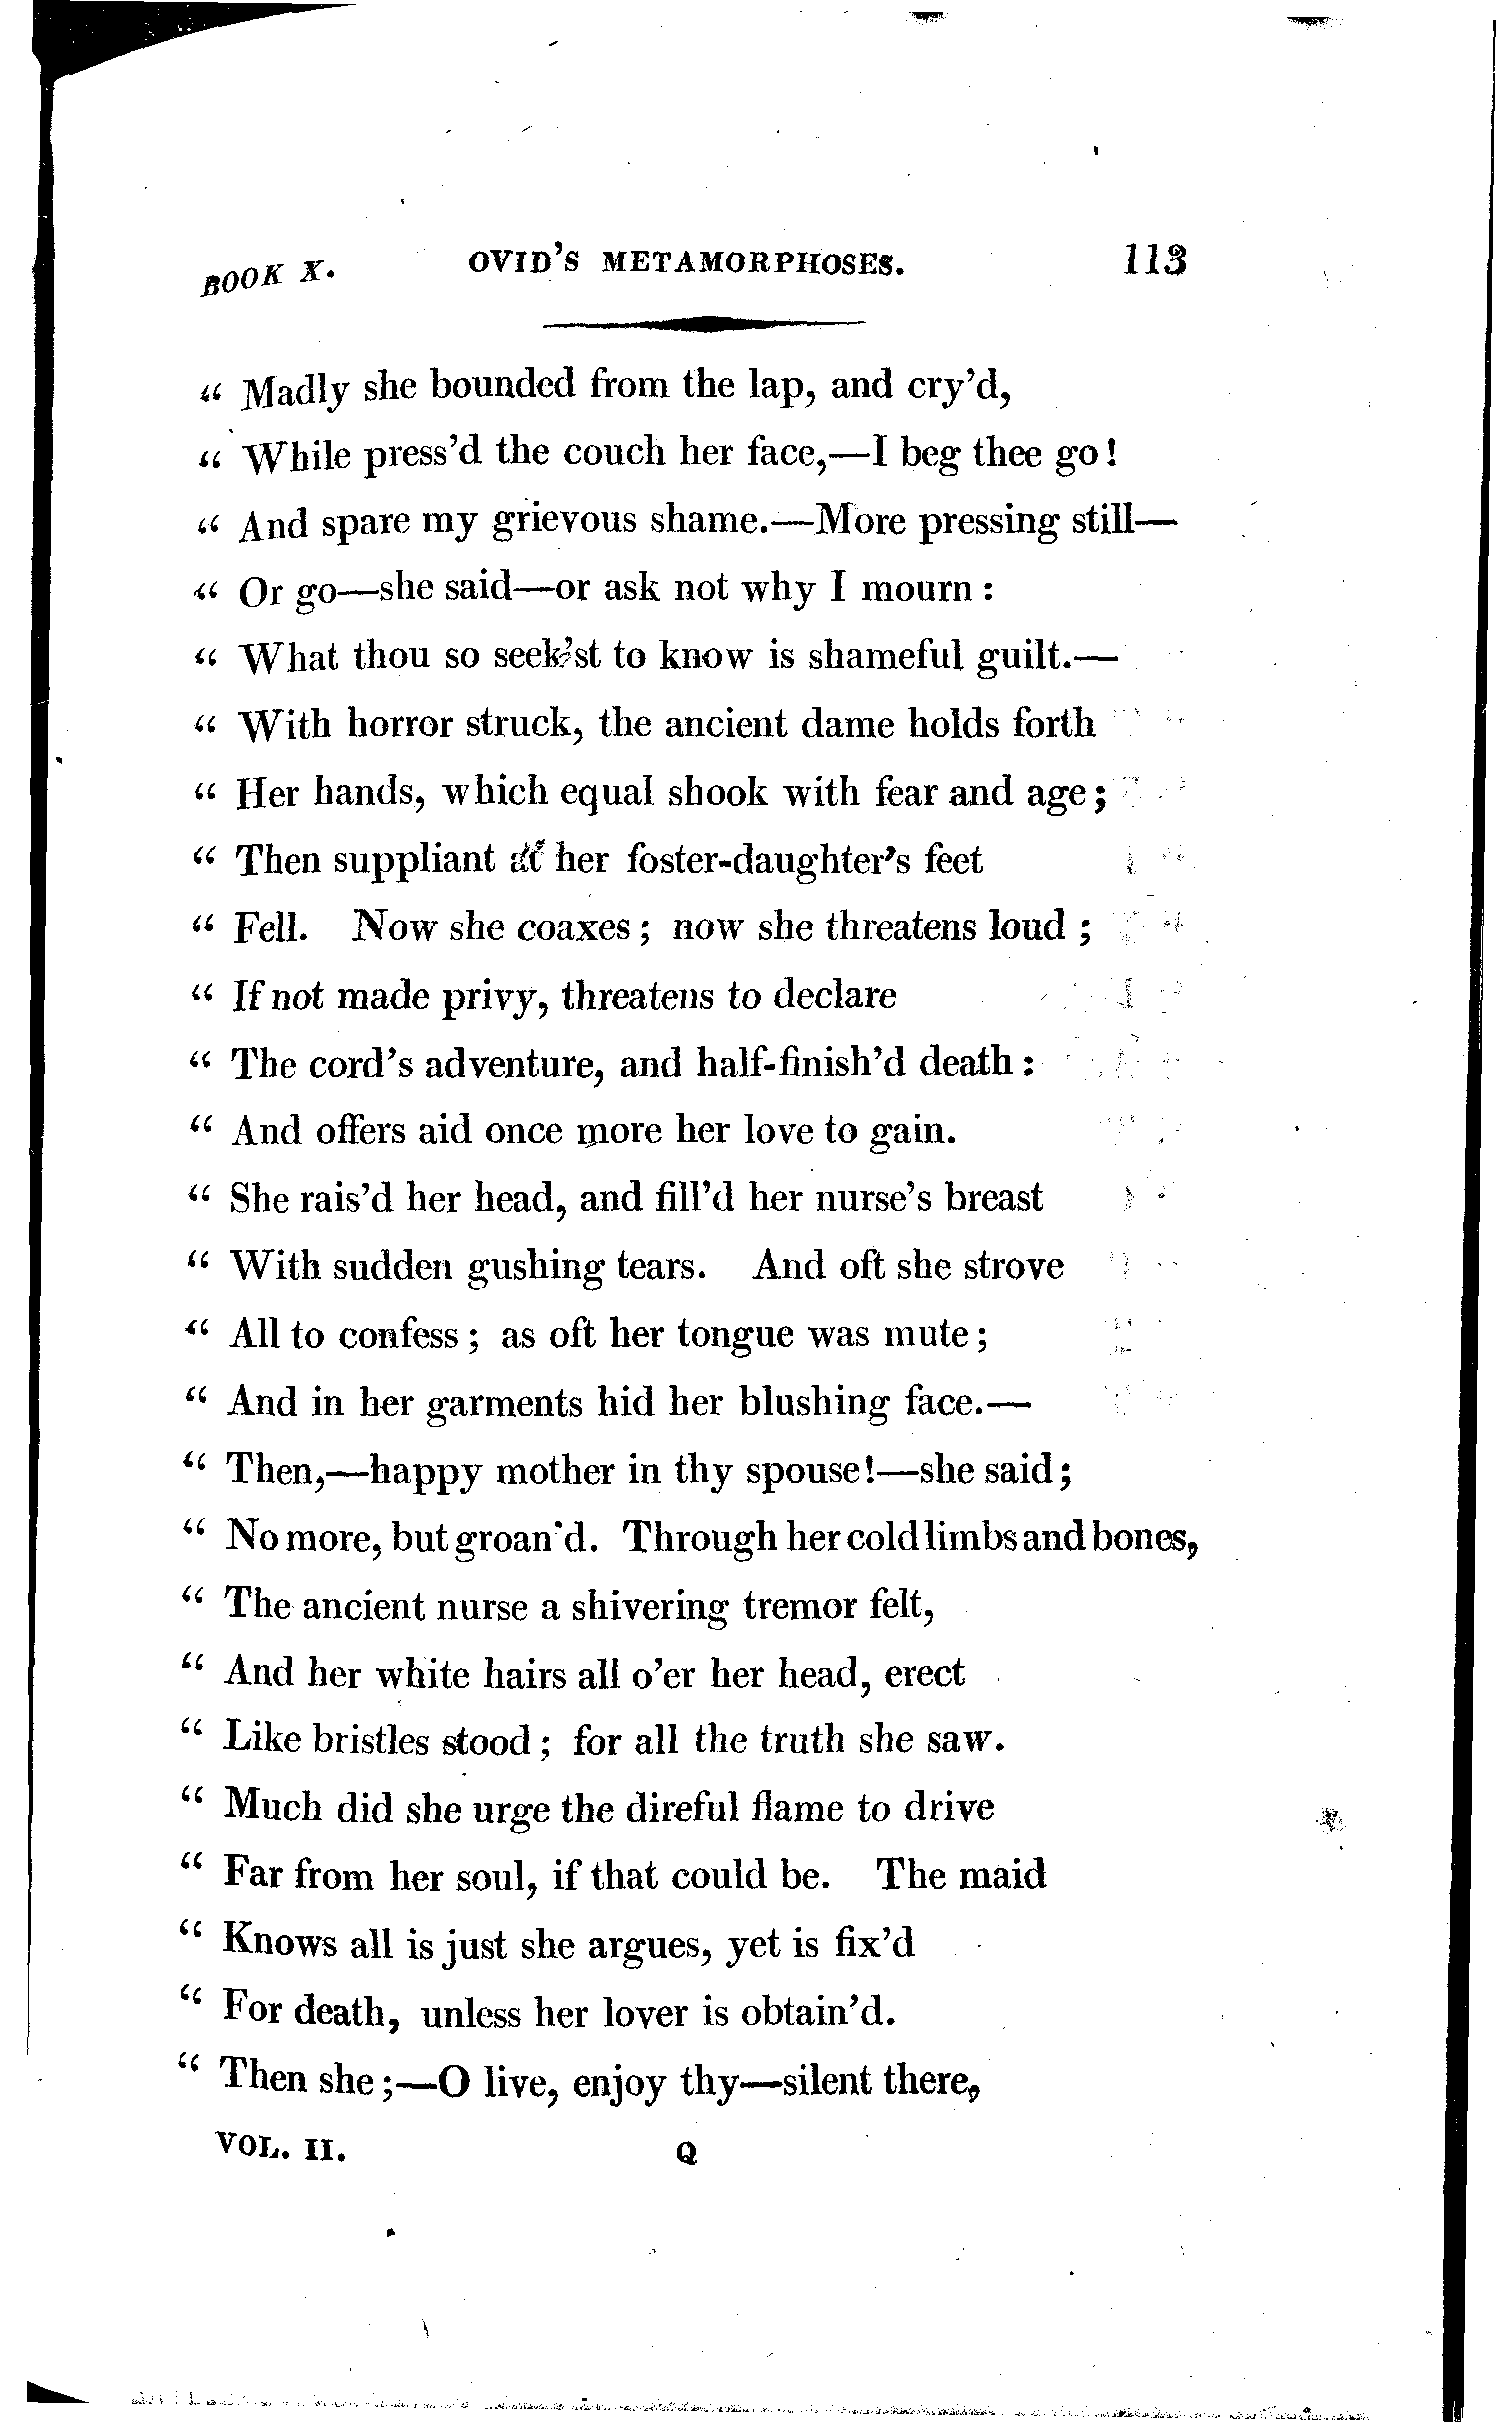 BOOK X. OVID'S METAMORPHOSES. 113
“ Madly she bounded from the lap, and cry'd,
“ While press'd the couch her face,—I beg thee go!
“ And spare my grievous shame.—More pressing still—
“ Or go—she said—or ask not why I mourn:
“ What thou so seek'st to know is shameful guilt.—
“ With horror struck, the ancient dame holds forth
“ Her hands, which equal shook with fear and age;
“ Then suppliant at her foster-daughter's feet
“ Fell. Now she coaxes; now she threatens loud;
“ If not made privy, threatens to declare
“ The cord's adventure, and half-finish'd death:
“ And offers aid once more her love to gain.
“ She rais'd her head, and fill'd her nurse's breast
“ With sudden gushing tears. And oft she strove
“ All to confess; as oft her tongue was mute;
“ And in her garments hid her blushing face.—
“ Then,—happy mother in thy spouse!—she said;
“ No more, but groan'd. Through her cold limbs and bones,
“ The ancient nurse a shivering tremor felt,
“ And her white hairs all o'er her head, erect
“ Like bristles stood; for all the truth she saw.
“ Much did she urge the direful flame to drive
“ Far from her soul, if that could be. The maid
“ Knows all is just she argues, yet is fix'd
“ For death, unless her lover is obtain'd.
“ Then she;—O live, enjoy thy—silent there,
VOL. II. Q